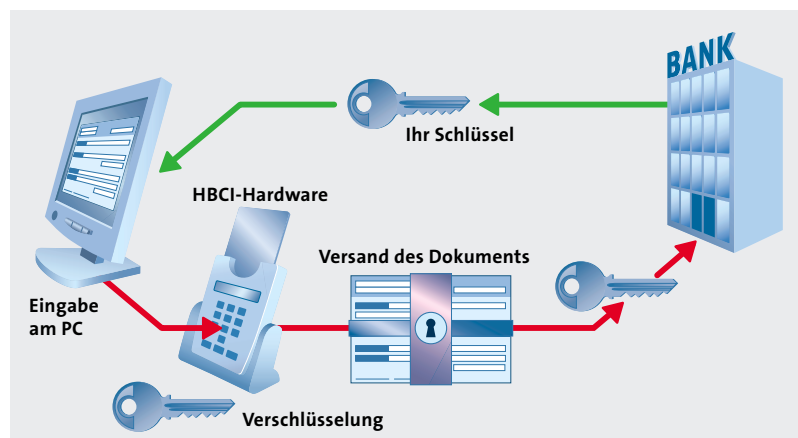 BANK
Ihr Schlüssel
HBCI-Hardware
Versand des Dokuments
Eingabe
am PC
Verschlüsselung